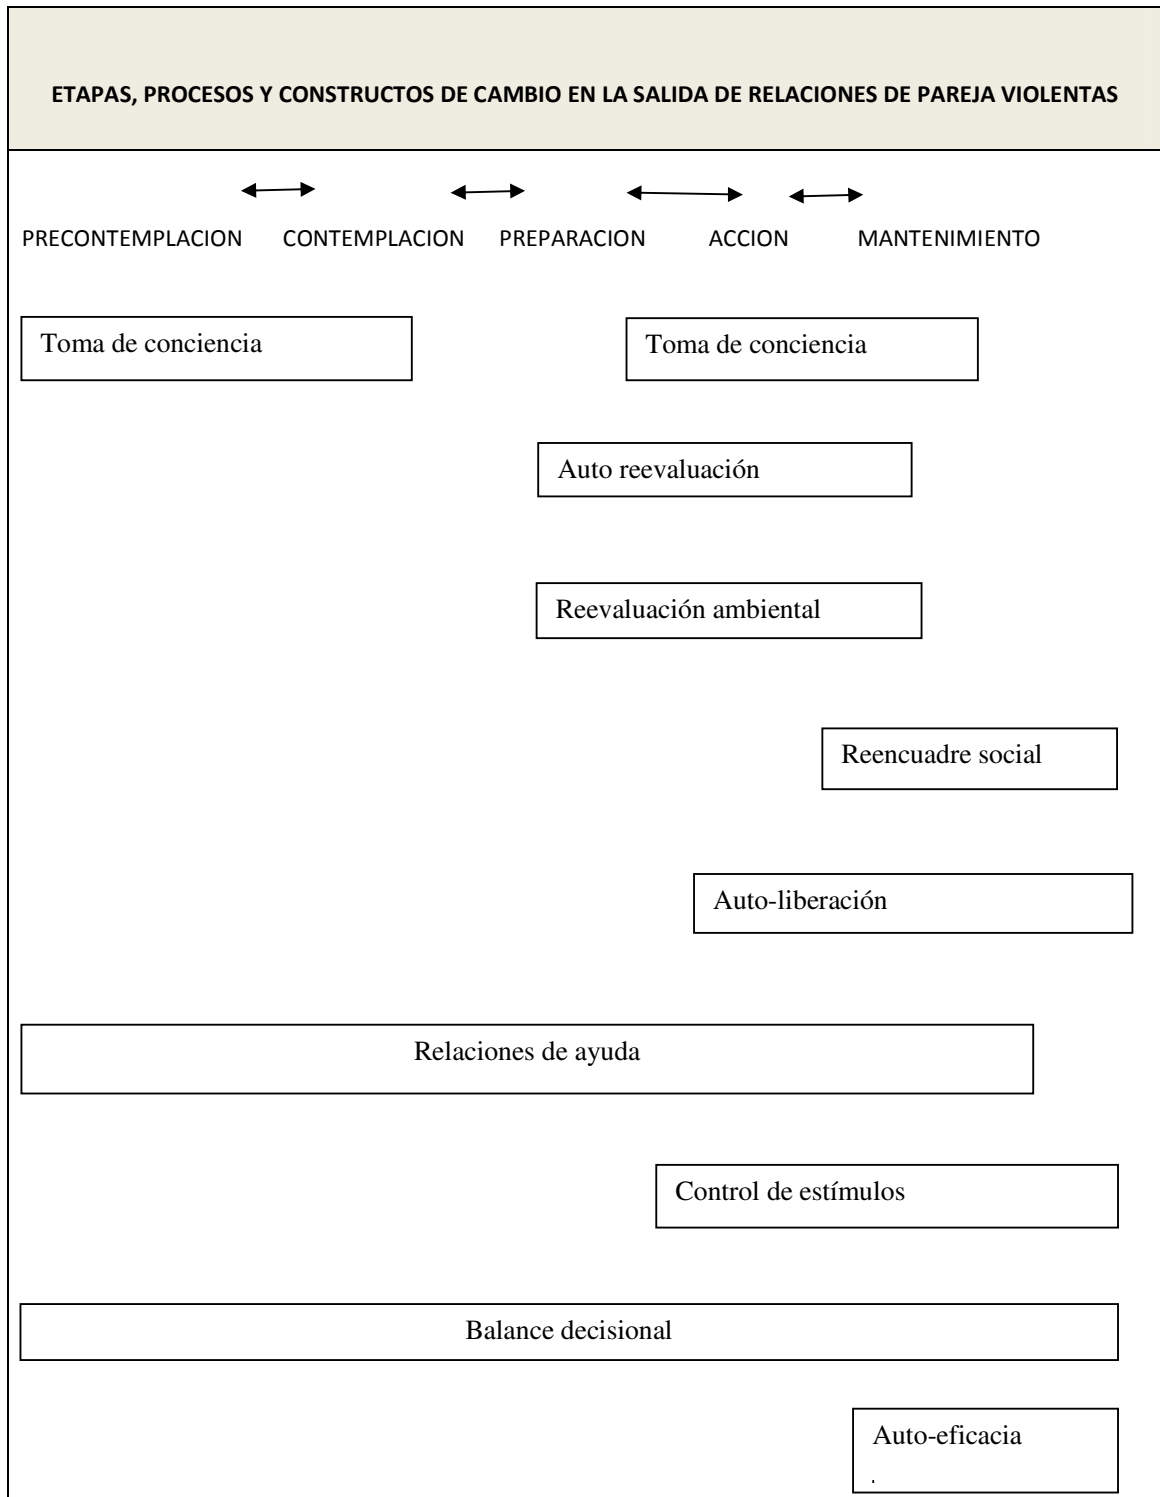 ETAPAS, PROCESOS Y CONSTRUCTOS DE CAMBIO EN LA SALIDA DE RELACIONES DE PAREJA VIOLENTAS
PRECONTEMPLACION CONTEMPLACION PREPARACION ACCION MANTENIMIENTO
Toma de conciencia Toma de conciencia
Auto reevaluación
Reevaluación ambiental
Reencuadre social
Auto-liberación
Relaciones de ayuda
Control de estímulos
Balance decisional
Auto-eficacia
.